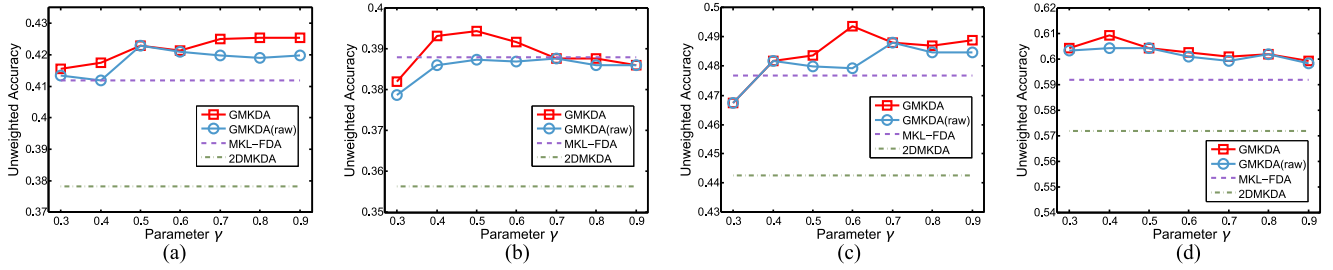 0.43
0.42
0.41
0.4
0.39
0.38
0.37
Unweighted Accuracy
GMKDA
GMKDA(raw)
MKL-FDA
2DMKDA
0.3 0.4 0.5 0.6 0.7 0.8 0.9
Parameter γ
(a)
0.4
0.39
0.38
0.37
0.36
0.35
Unweighted Accuracy
GMKDA
GMKDA(raw)
MKL-FDA
2DMKDA
0.3 0.4 0.5 0.6 0.7 0.8 0.9
Parameter γ
(b)
0.5
0.49
0.48
0.47
0.46
0.45
0.44
0.43
Unweighted Accuracy
GMKDA
GMKDA(raw)
MKL-FDA
2DMKDA
0.3 0.4 0.5 0.6 0.7 0.8 0.9
Parameter γ
(c)
0.62
0.61
0.60
0.59
0.58
0.57
0.56
0.55
0.54
Unweighted Accuracy
GMKDA
GMKDA(raw)
MKL-FDA
2DMKDA
0.3 0.4 0.5 0.6 0.7 0.8 0.9
Parameter γ
(d)